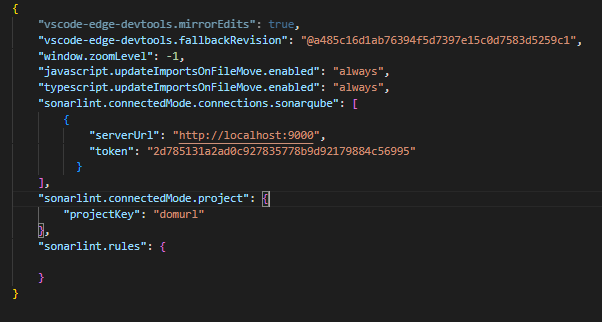 {
"vscode-edge-devtools.mirrorEdits": true,
"vscode-edge-devtools.fallbackRevision": "@a485c16d1ab76394f5d7397e15c0d7583d5259c1",
"window.zoomLevel": -1,
"javascript.updateImportsOnFileMove.enabled": "always",
"typescript.updateImportsOnFileMove.enabled": "always",
"sonarlint.connectedMode.connections.sonarqube": [
{
"serverUrl": "http://localhost:9000",
"token": "2d785131a2ad0c927835778b9d92179884c56995"
}
],
"sonarlint.connectedMode.project": {
"projectKey": "domurl"
},
"sonarlint.rules": {
}
}